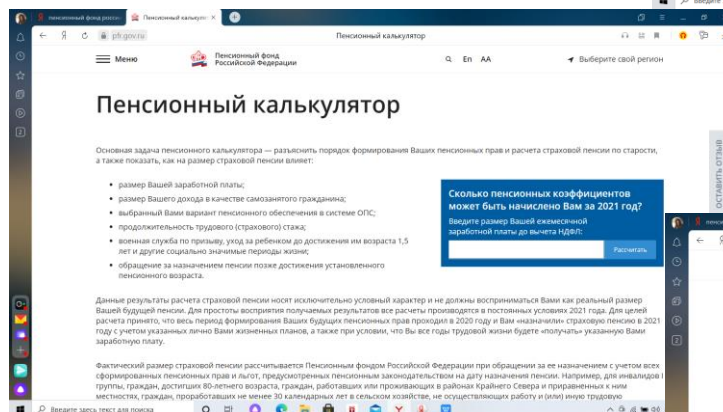 Введите
пенсионный фонд росси
Пенсионный калькулято
pfr.gov.ru
Пенсионный калькулятор
Меню
Пенсионный фонд
Российской Федерации
En AA
Выберите свой регион
Пенсионный калькулятор
Основная задача пенсионного калькулятора — разъяснить порядок формирования Ваших пенсионных прав и расчета страховой пенсии по старости,
а также показать, как на размер страховой пенсии влияет:
размер Вашей заработной платы;
размер Вашего дохода в качестве самозанятого гражданина;
выбранный Вами вариант пенсионного обеспечения в системе ОПС;
продолжительность трудового (страхового) стажа;
военная служба по призыву, уход за ребенком до достижения им возраста 1,5
лет и другие социально значимые периоды жизни;
обращение за назначением пенсии позже достижения установленного
пенсионного возраста.
Сколько пенсионных коэффициентов
может быть начислено Вам за 2021 год?
Введите размер Вашей ежемесячной
заработной платы до вычета НДФЛ:
Рассчитать
ОСТАВИТЬ ОТЗЫВ
Данные результаты расчета страховой пенсии носят исключительно условный характер и не должны восприниматься Вами как реальный размер
Вашей будущей пенсии. Для простоты восприятия получаемых результатов все расчеты производятся в постоянных условиях 2021 года. Для целей
расчета принято, что весь период формирования Ваших будущих пенсионных прав проходил в 2020 году и Вам «назначили» страховую пенсию в 2021
году с учетом указанных лично Вами жизненных планов, а также при условии, что Вы все годы трудовой жизни будете «получать» указанную Вами
заработную плату.
Фактический размер страховой пенсии рассчитывается Пенсионным фондом Российской Федерации при обращении за ее назначением с учетом всех
сформированных пенсионных прав и льгот, предусмотренных пенсионным законодательством на дату назначения пенсии. Например, для инвалидов I
группы, граждан, достигших 80-летнего возраста, граждан, работавших или проживающих в районах Крайнего Севера и приравненных к ним
местностях, граждан, проработавших не менее 30 календарных лет в сельском хозяйстве, не осуществляющих работу и (или) иную трудовую
Введите здесь текст для поиска